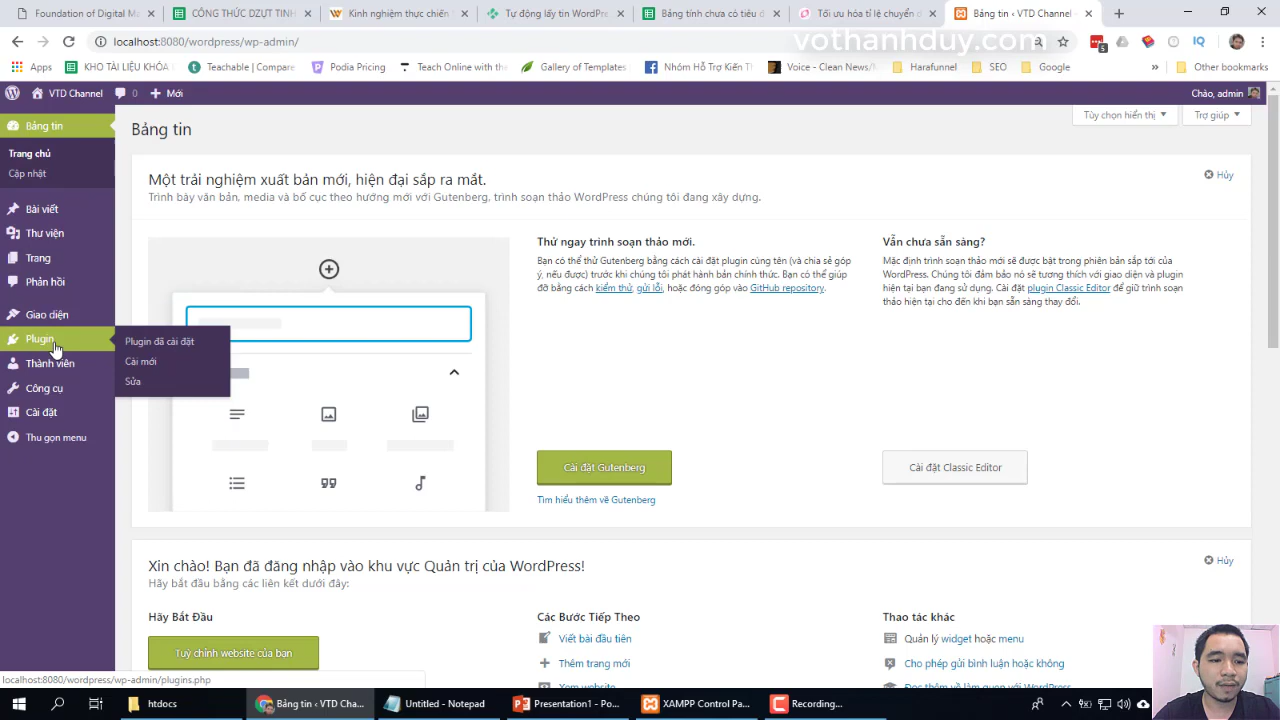 Foundation of Digital Ma
CÔNG THỨC DZỰT TINH
Kinh nghiệm thực chiến
Tự động lấy tin WordPre
Bảng tính chưa có tiêu đ
Tối ưu hóa tỉ lệ chuyển d
Bảng tin ‹ VTD Channel –
localhost:8080/wordpress/wp-admin/
vothanhduy.com
5
Apps
KHO TÀI LIỆU KHÓA
Teachable | Compare
Podia Pricing
Teach Online with the
Gallery of Templates
Nhóm Hỗ Trợ Kiến Th
Voice - Clean News/M
Harafunnel
SEO
Google
»
Other bookmarks
VTD Channel
0
Mới
Chào, admin
Bảng tin
Trang chủ
Cập nhật
Bài viết
Thư viện
Trang
Phản hồi
Giao diện
Plugin
Thành viên
Công cụ
Cài đặt
Thu gọn menu
Plugin đã cài đặt
Cài mới
Sửa
Tùy chọn hiển thị
Trợ giúp
Bảng tin
Một trải nghiệm xuất bản mới, hiện đại sắp ra mắt.
Hủy
Trình bày văn bản, media và bố cục theo hướng mới với Gutenberg, trình soạn thảo WordPress chúng tôi đang xây dựng.
Thử ngay trình soạn thảo mới.
Bạn có thể thử Gutenberg bằng cách cài đặt plugin cùng tên (và chia sẻ góp
ý, nếu được) trước khi chúng tôi phát hành bản chính thức. Bạn có thể giúp
đỡ bằng cách kiểm thử, gửi lỗi, hoặc đóng góp vào GitHub repository.
Cài đặt Gutenberg
Tìm hiểu thêm về Gutenberg
Vẫn chưa sẵn sàng?
Mặc định trình soạn thảo mới sẽ được bật trong phiên bản sắp tới của
WordPress. Chúng tôi đảm bảo nó sẽ tương thích với giao diện và plugin
hiện tại bạn đang sử dụng. Cài đặt plugin Classic Editor để giữ trình soạn
thảo hiện tại cho đến khi bạn sẵn sàng thay đổi.
Cài đặt Classic Editor
Xin chào! Bạn đã đăng nhập vào khu vực Quản trị của WordPress!
Hủy
Hãy bắt đầu bằng các liên kết dưới đây:
Hãy Bắt Đầu
Tuỳ chỉnh website của bạn
Các Bước Tiếp Theo
Viết bài đầu tiên
Thêm trang mới
Xem website
Thao tác khác
Quản lý widget hoặc menu
Cho phép gửi bình luận hoặc không
Đọc thêm về làm quen với WordPress
localhost:8080/wordpress/wp-admin/plugins.php
htdocs
Bảng tin ‹ VTD Cha...
Untitled - Notepad
Presentation1 - Po...
XAMPP Control Pa...
Recording...